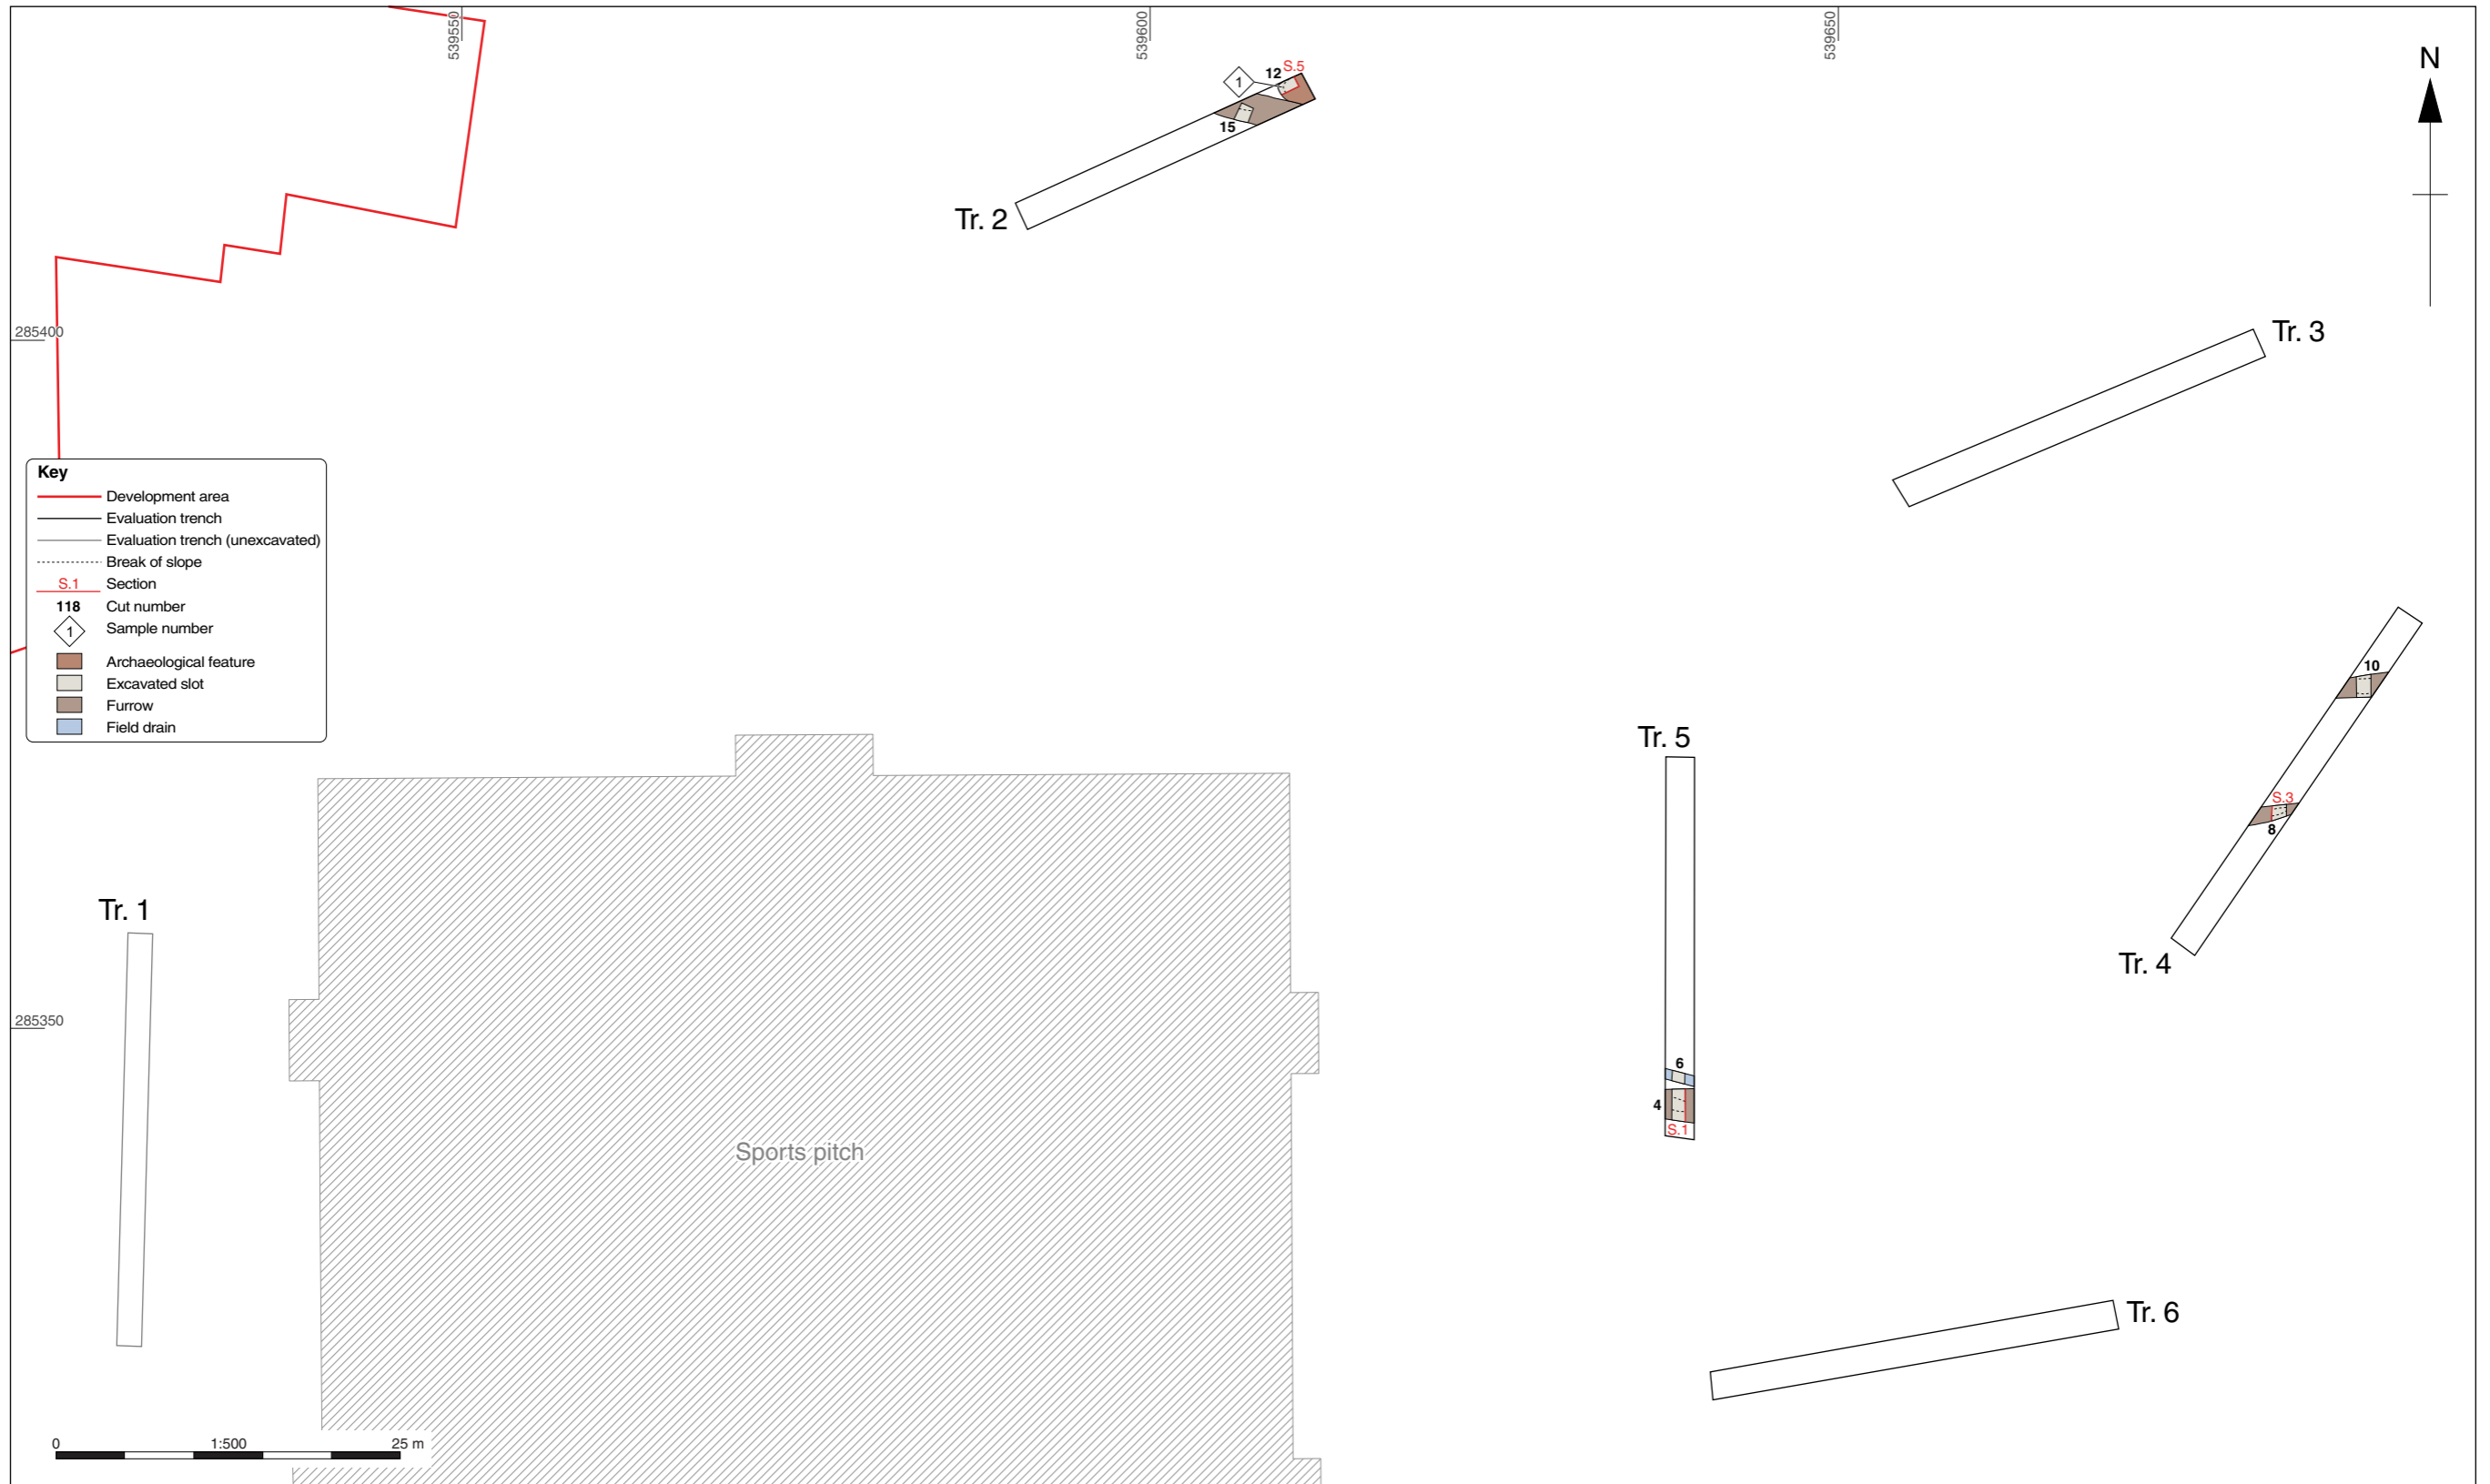 539550
539600
539650
N
12
S.5
1
15
Tr. 2
285400
Tr. 3
Key
Development area
Evaluation trench
Evaluation trench (unexcavated)
Break of slope
S.1 Section
118 Cut number
1 Sample number
Archaeological feature
Excavated slot
Furrow
Field drain
10
S.3
8
Tr. 5
Tr. 4
Tr. 1
285350
6
4
S.1
Sports pitch
Tr. 6
0 1:500 25 m